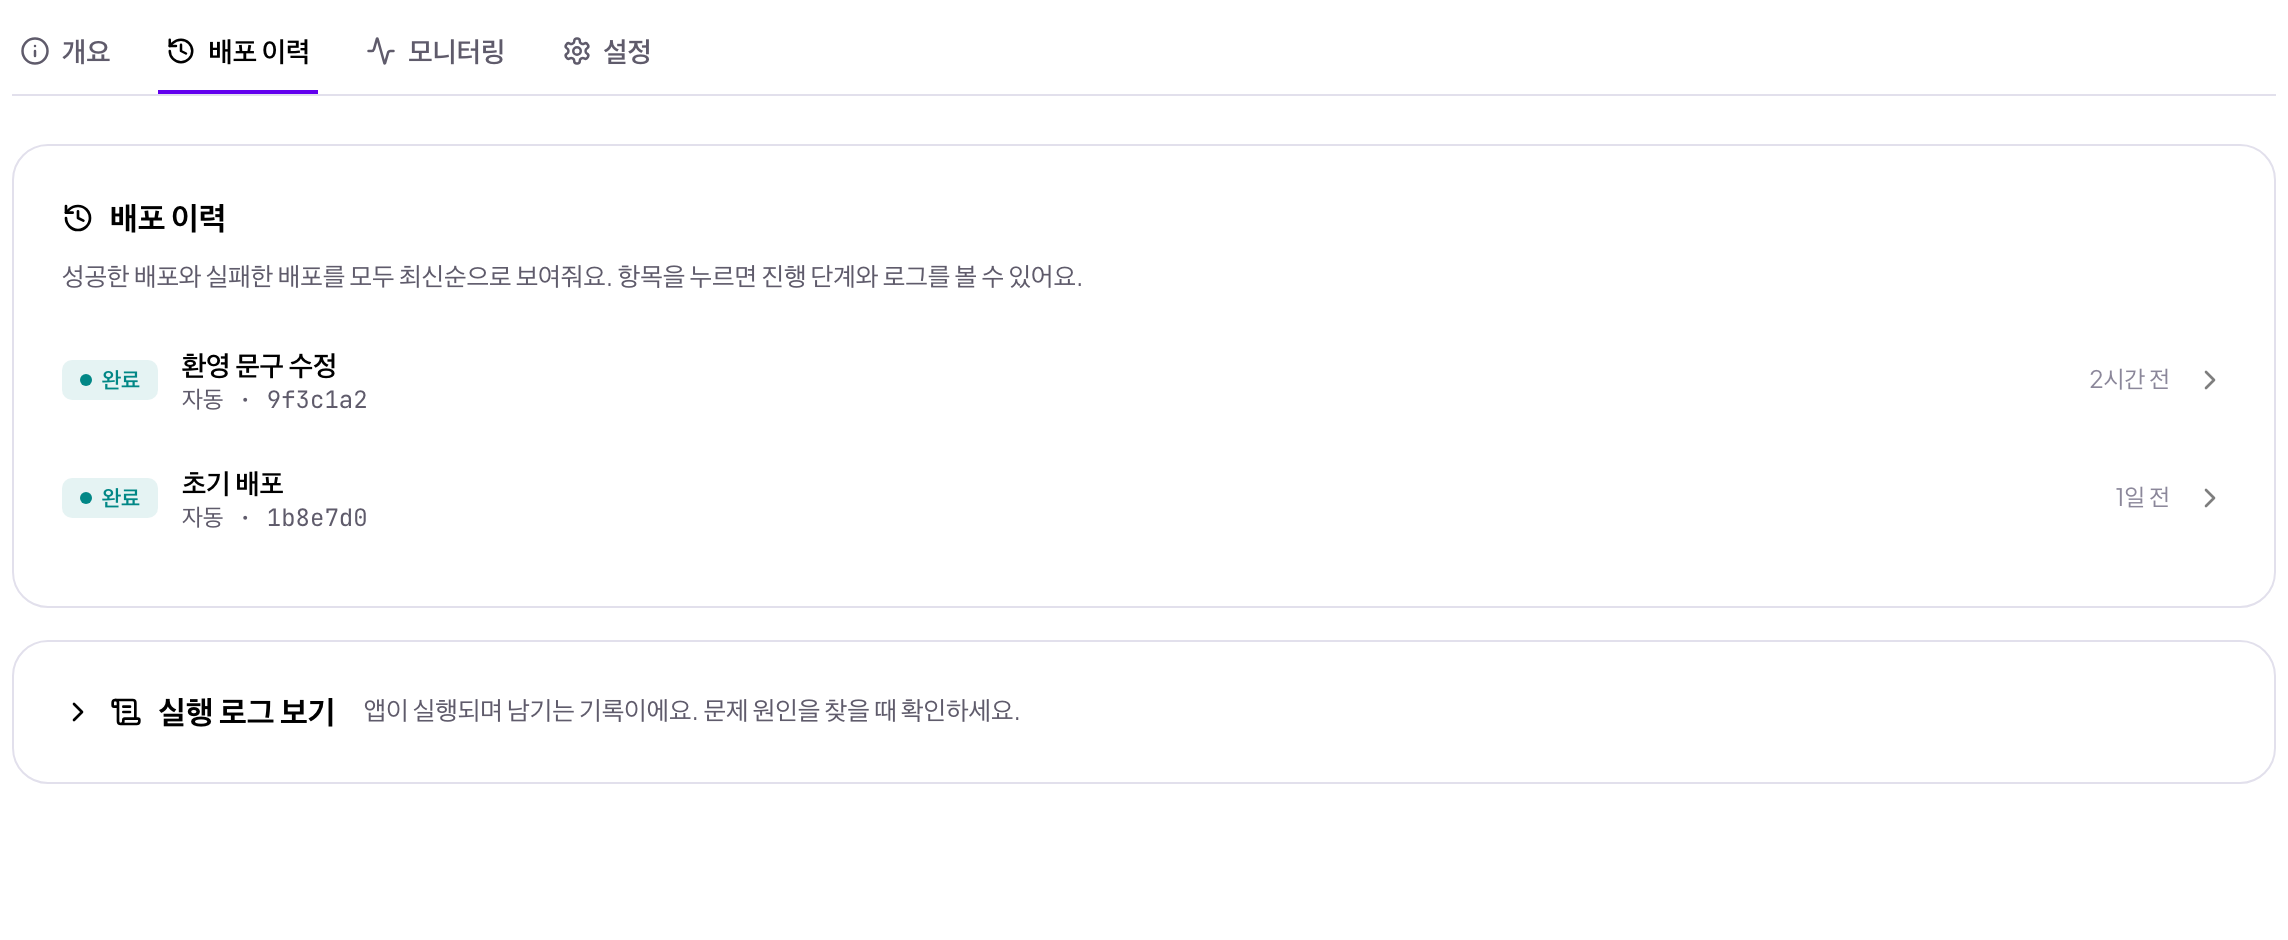 개요
배포 이력
모니터링
설정
배포 이력
성공한 배포와 실패한 배포를 모두 최신순으로 보여줘요. 항목을 누르면 진행 단계와 로그를 볼 수 있어요.
완료
환영 문구 수정
자동 · 9f3c1a2
2시간 전
완료
초기 배포
자동 · 1b8e7d0
1일 전
실행 로그 보기 앱이 실행되며 남기는 기록이에요. 문제 원인을 찾을 때 확인하세요.